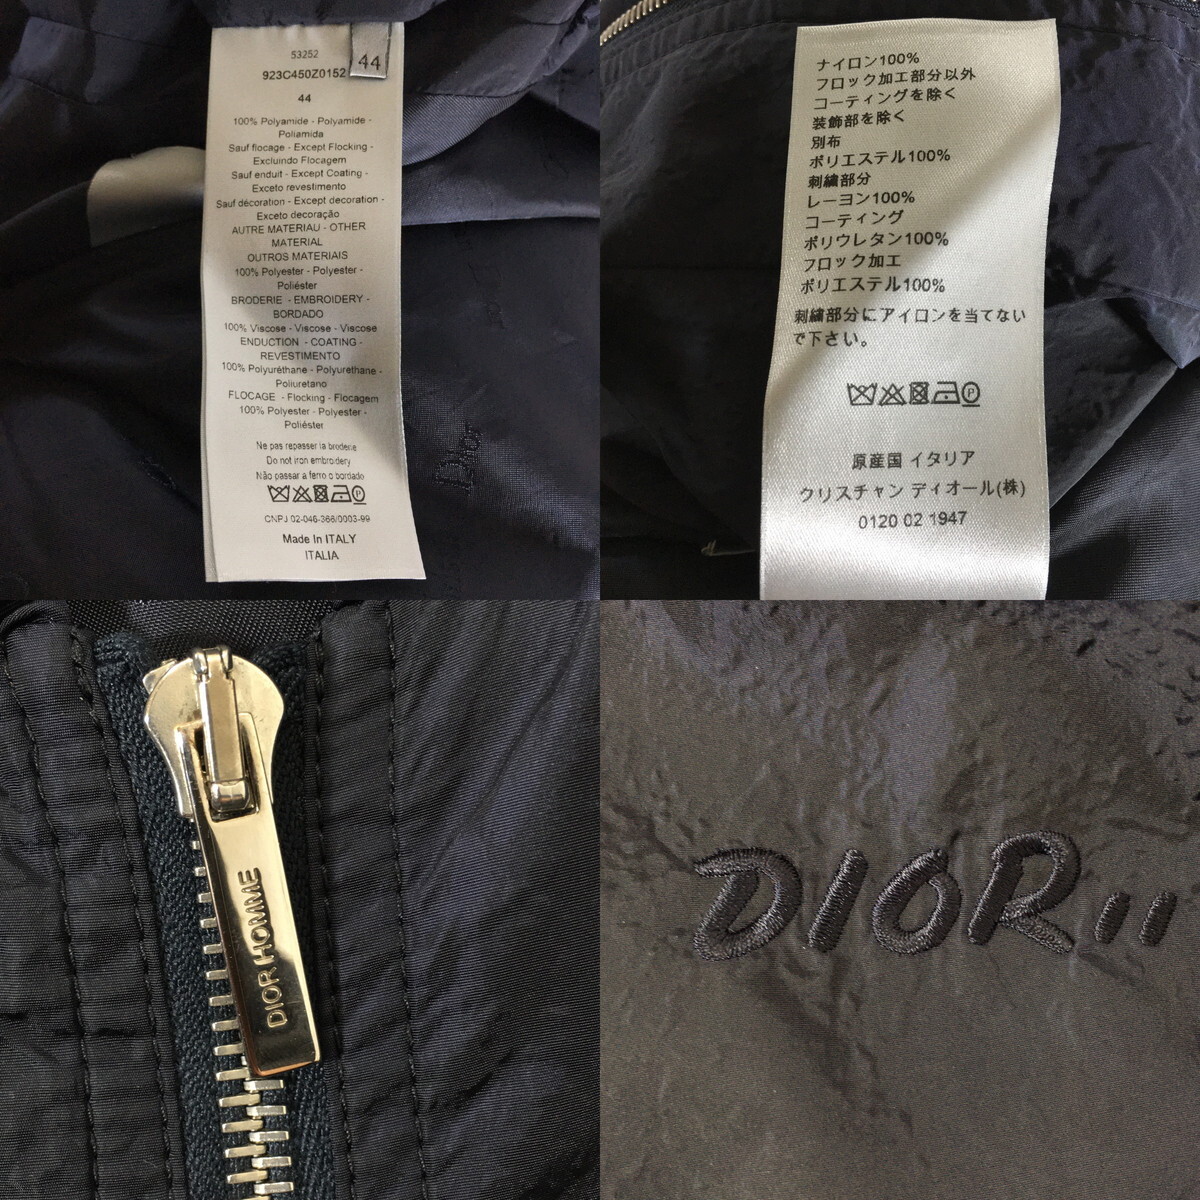 53252
923C450Z0152
44
44
100% Polyamide - Polyamide -
Poliamida
Sauf flocage - Except Flocking -
Excluindo Flocagem
Sauf enduit - Except Coating -
Exceto revestimento
Sauf décoration - Except decoration -
Exceto decoração
AUTRE MATERIAU - OTHER
MATERIAL
OUTROS MATERIAIS
100% Polyester - Polyester -
Poliéster
BRODERIE - EMBROIDERY -
BORDADO
100% Viscose - Viscose - Viscose
ENDUCTION - COATING -
REVESTIMENTO
100% Polyuréthane - Polyurethane -
Poliuretano
FLOCAGE - Flocking - Flocagem
100% Polyester - Polyester -
Poliéster
Ne pas repasser la broderie
Do not iron embroidery
Não passar a ferro o bordado
P
CNPJ 02-046-366/0003-99
Made In ITALY
ITALIA
Dior
ナイロン100%
フロック加工部分以外
コーティングを除く
装飾部を除く
別布
ポリエステル100%
刺繍部分
レーヨン100%
コーティング
ポリウレタン100%
フロック加工
ポリエステル100%
刺繍部分にアイロンを当てない
で下さい。
P
原産国 イタリア
クリスチャン ディオール(株)
0120 02 1947
DIOR HOMME
DIOR